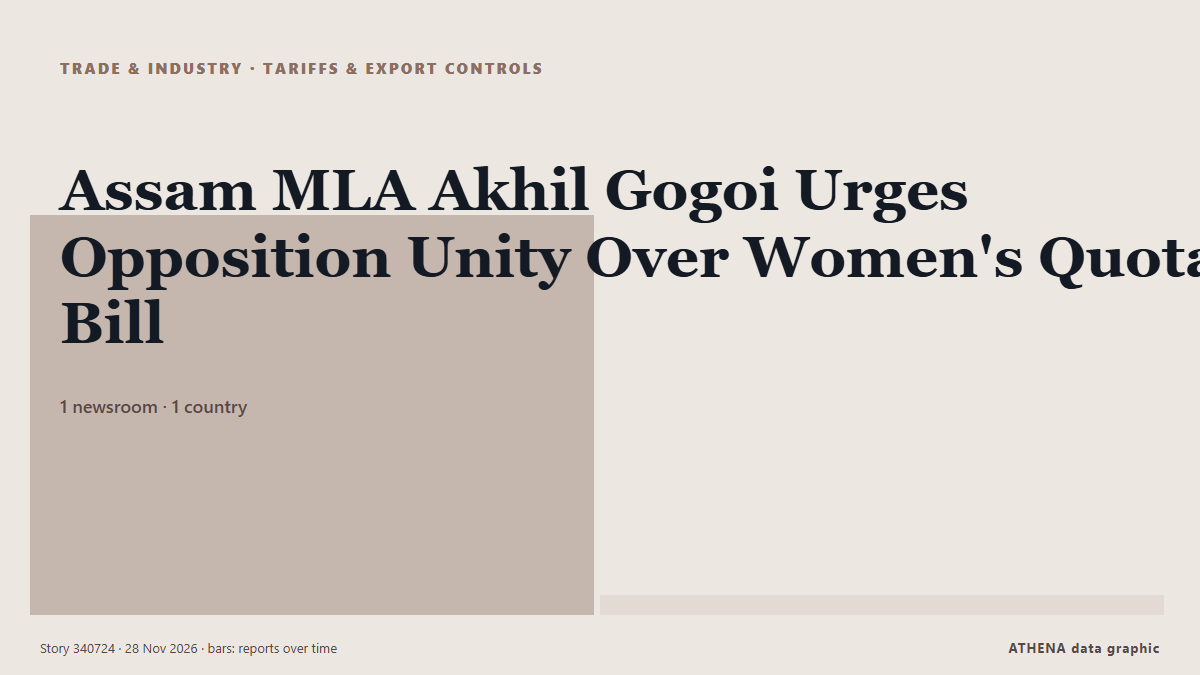 TRADE & INDUSTRY · TARIFFS & EXPORT CONTROLS
Assam MLA Akhil Gogoi Urges
Opposition Unity Over Women's Quota
Bill
1 newsroom · 1 country
Story 340724 · 28 Nov 2026 · bars: reports over time
ATHENA data graphic